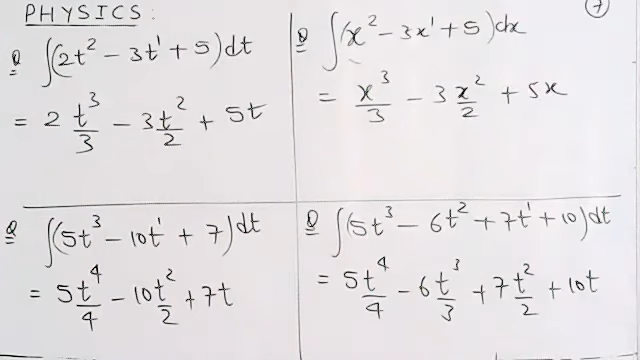 PHYSICS:
7
Q ∫(2t² - 3t¹ + 5)dt
= 2 t³/3 - 3t²/2 + 5t
Q ∫(x² - 3x¹ + 5)dx
= x³/3 - 3x²/2 + 5x
Q ∫(5t³ - 10t¹ + 7)dt
= 5t⁴/4 - 10t²/2 + 7t
Q ∫(5t³ - 6t² + 7t¹ + 10)dt
= 5t⁴/4 - 6t³/3 + 7t²/2 + 10t